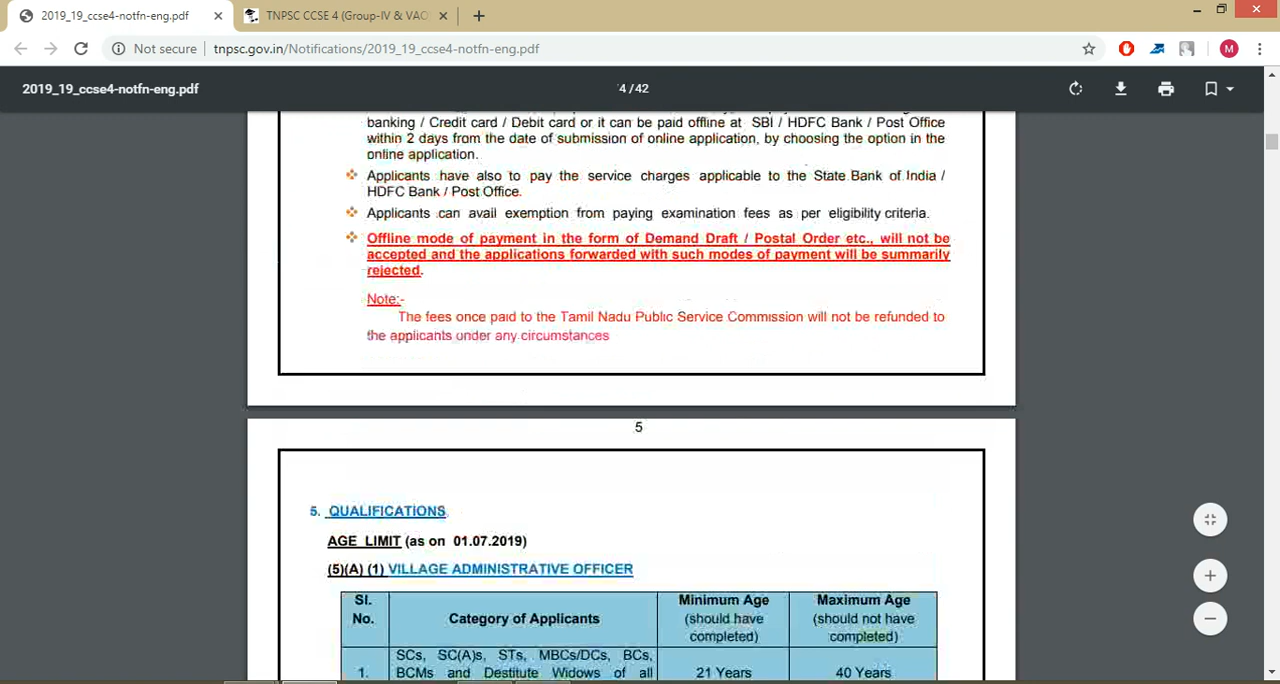 2019_19_ccse4-notfn-eng.pdf
TNPSC CCSE 4 (Group-IV & VAO
Not secure
tnpsc.gov.in/Notifications/2019_19_ccse4-notfn-eng.pdf
M
2019_19_ccse4-notfn-eng.pdf
4 / 42
banking / Credit card / Debit card or it can be paid offline at SBI / HDFC Bank / Post Office
within 2 days from the date of submission of online application, by choosing the option in the
online application.
Applicants have also to pay the service charges applicable to the State Bank of India /
HDFC Bank / Post Office.
Applicants can avail exemption from paying examination fees as per eligibility criteria.
Offline mode of payment in the form of Demand Draft / Postal Order etc., will not be
accepted and the applications forwarded with such modes of payment will be summarily
rejected.
Note:-
The fees once paid to the Tamil Nadu Public Service Commission will not be refunded to
the applicants under any circumstances
5
5. QUALIFICATIONS
AGE LIMIT (as on 01.07.2019)
(5)(A) (1) VILLAGE ADMINISTRATIVE OFFICER
Sl. No.
Category of Applicants
Minimum Age
(should have
completed)
Maximum Age
(should not have
completed)
1.
SCs, SC(A)s, STs, MBCs/DCs, BCs,
BCMs and Destitute Widows of all
21 Years
40 Years